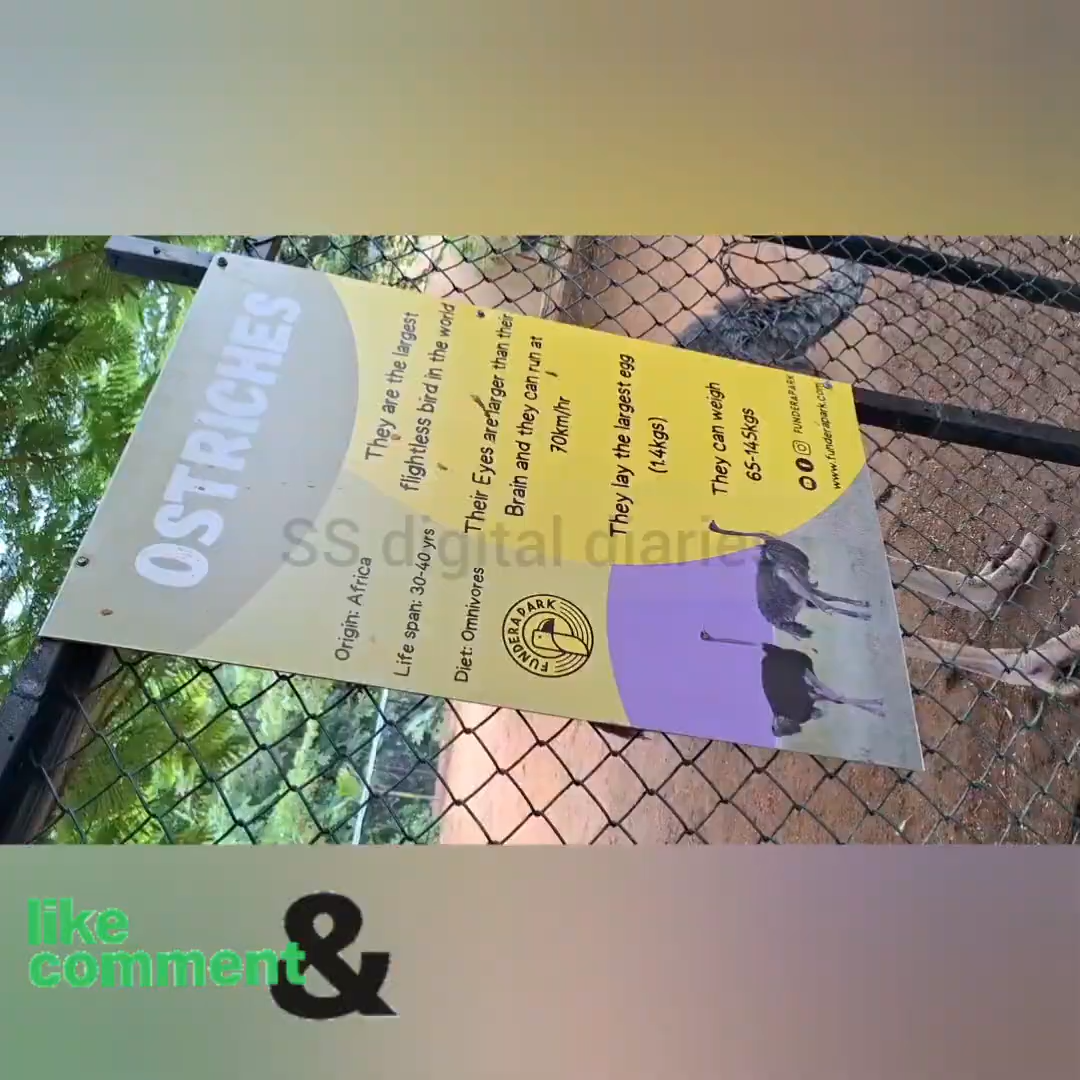 OSTRICHES
Origin: Africa
Life span: 30-40 yrs
Diet: Omnivores
FUNDERA PARK
They are the largest
flightless bird in the world
Their Eyes are larger than their
Brain and they can run at
70km/hr
They lay the largest egg
(1.4kgs)
They can weigh
65-145kgs
FUNDERAPARK
www.funderapark.com
SS digital diaries
like
comment
&